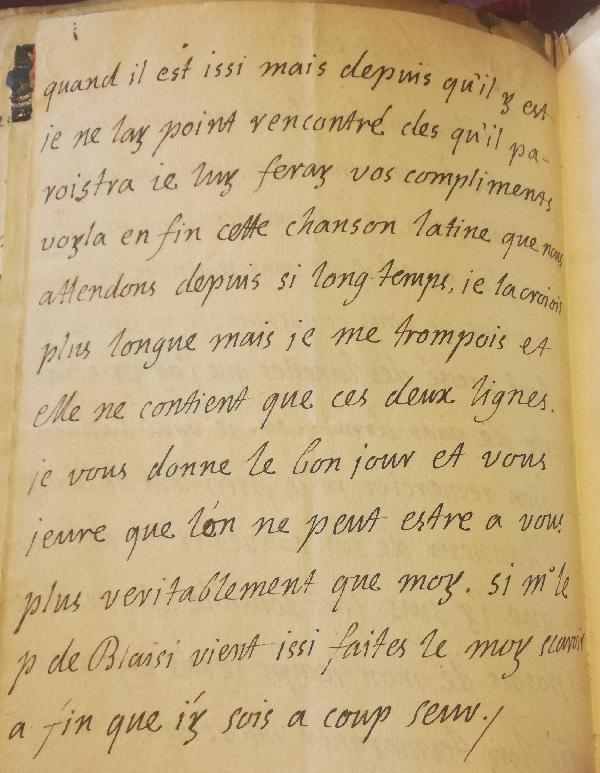 quand il est issi mais depuis qu'il y est
je ne lay point rencontré des qu'il pa-
roistra ie luy feray vos compliments
voyla en fin cette chanson latine que nous
attendons depuis si long-temps, ie la croiois
plus longue mais ie me trompois et
elle ne contient que ces deux lignes.
je vous donne le bon jour et vous
jeure que l'on ne peut estre a vous
plus veritablement que moy. si mr le
p de Blaisi vient issi faites le moy scavoir
a fin que i'y sois a coup seur./